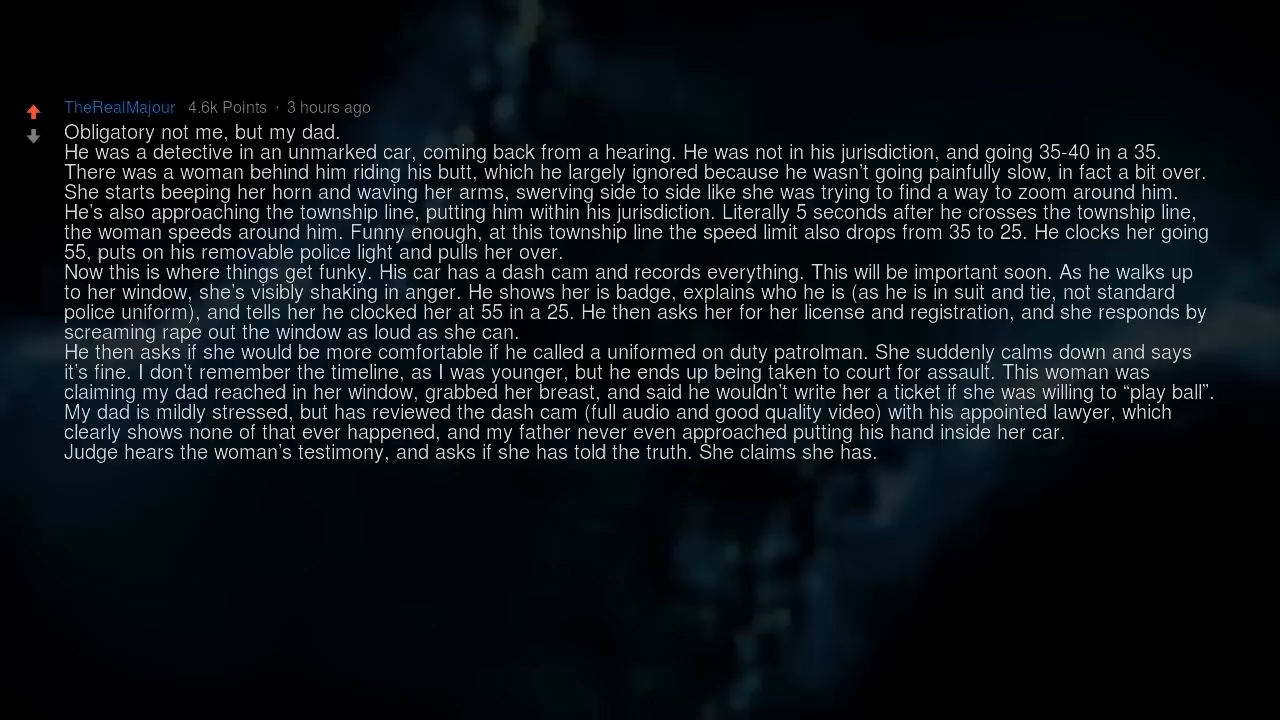 TheRealMajour 4.6k Points · 3 hours ago
Obligatory not me, but my dad.
He was a detective in an unmarked car, coming back from a hearing. He was not in his jurisdiction, and going 35-40 in a 35.
There was a woman behind him riding his butt, which he largely ignored because he wasn't going painfully slow, in fact a bit over.
She starts beeping her horn and waving her arms, swerving side to side like she was trying to find a way to zoom around him.
He's also approaching the township line, putting him within his jurisdiction. Literally 5 seconds after he crosses the township line,
the woman speeds around him. Funny enough, at this township line the speed limit also drops from 35 to 25. He clocks her going
55, puts on his removable police light and pulls her over.
Now this is where things get funky. His car has a dash cam and records everything. This will be important soon. As he walks up
to her window, she's visibly shaking in anger. He shows her is badge, explains who he is (as he is in suit and tie, not standard
police uniform), and tells her he clocked her at 55 in a 25. He then asks her for her license and registration, and she responds by
screaming rape out the window as loud as she can.
He then asks if she would be more comfortable if he called a uniformed on duty patrolman. She suddenly calms down and says
it's fine. I don't remember the timeline, as I was younger, but he ends up being taken to court for assault. This woman was
claiming my dad reached in her window, grabbed her breast, and said he wouldn't write her a ticket if she was willing to “play ball”.
My dad is mildly stressed, but has reviewed the dash cam (full audio and good quality video) with his appointed lawyer, which
clearly shows none of that ever happened, and my father never even approached putting his hand inside her car.
Judge hears the woman's testimony, and asks if she has told the truth. She claims she has.